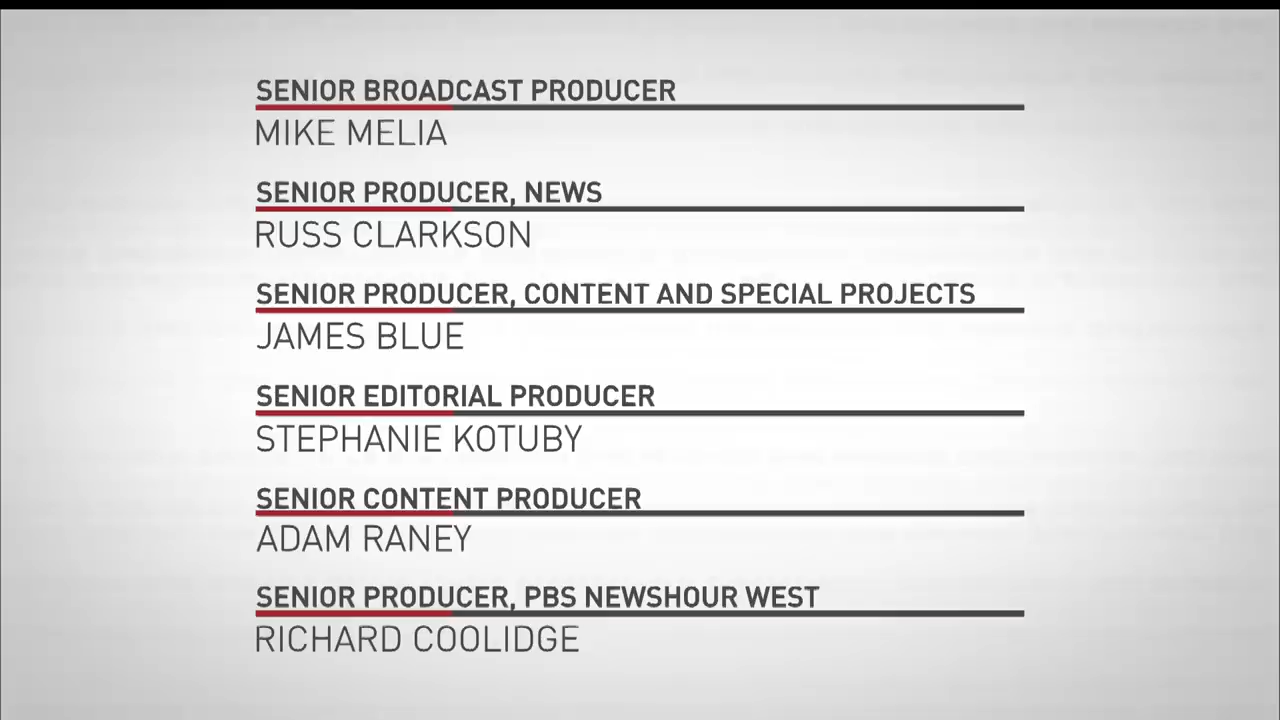 SENIOR BROADCAST PRODUCER
MIKE MELIA
SENIOR PRODUCER, NEWS
RUSS CLARKSON
SENIOR PRODUCER, CONTENT AND SPECIAL PROJECTS
JAMES BLUE
SENIOR EDITORIAL PRODUCER
STEPHANIE KOTUBY
SENIOR CONTENT PRODUCER
ADAM RANEY
SENIOR PRODUCER, PBS NEWSHOUR WEST
RICHARD COOLIDGE